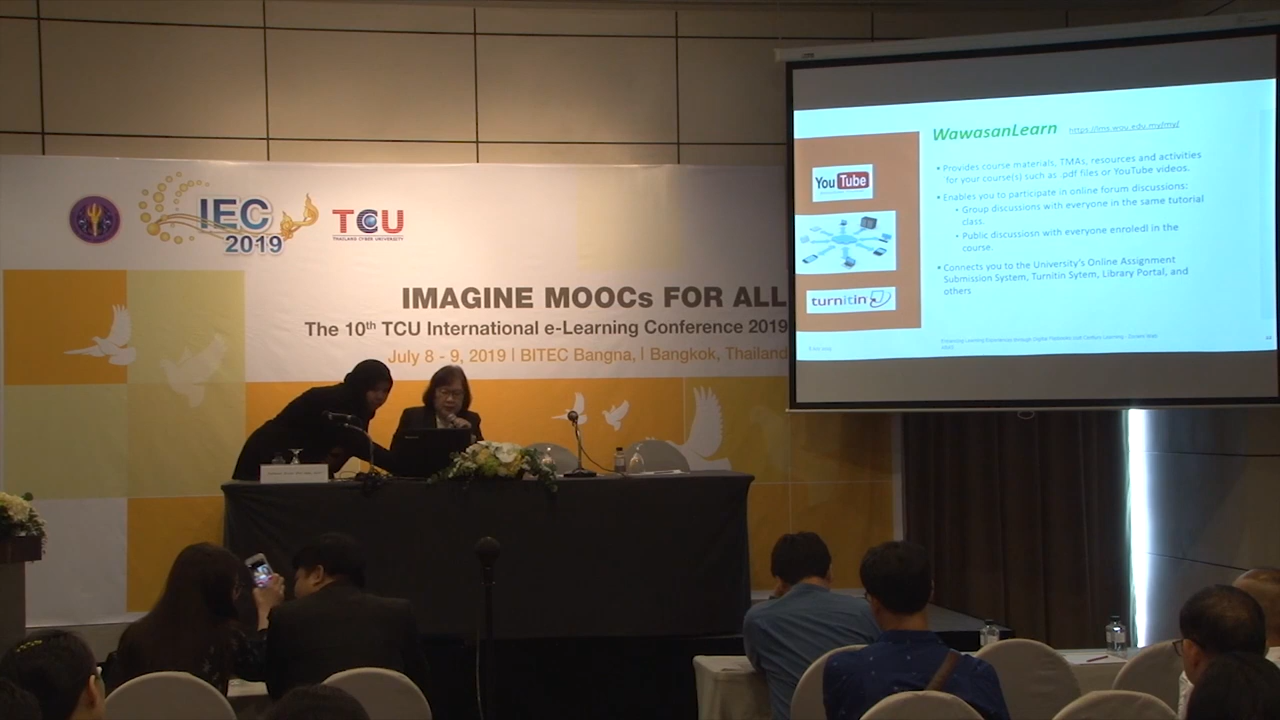 IEC
2019
TCU
THAILAND CYBER UNIVERSITY
IMAGINE MOOCs FOR ALL
The 10th TCU International e-Learning Conference 2019
July 8 - 9, 2019 | BITEC Bangna, | Bangkok, Thailand
WawasanLearn
YouTube
turnitin
• Provides course materials, TMAs, resources and activities
for your course(s) such as .pdf files or YouTube videos.
• Enables you to participate in online forum discussions:
• Group discussions with everyone in the same tutorial
class.
• Public discussiosn with everyone enroledl in the
course.
• Connects you to the University's Online Assignment
Submission System, Turnitin Sytem, Library Portal, and
others